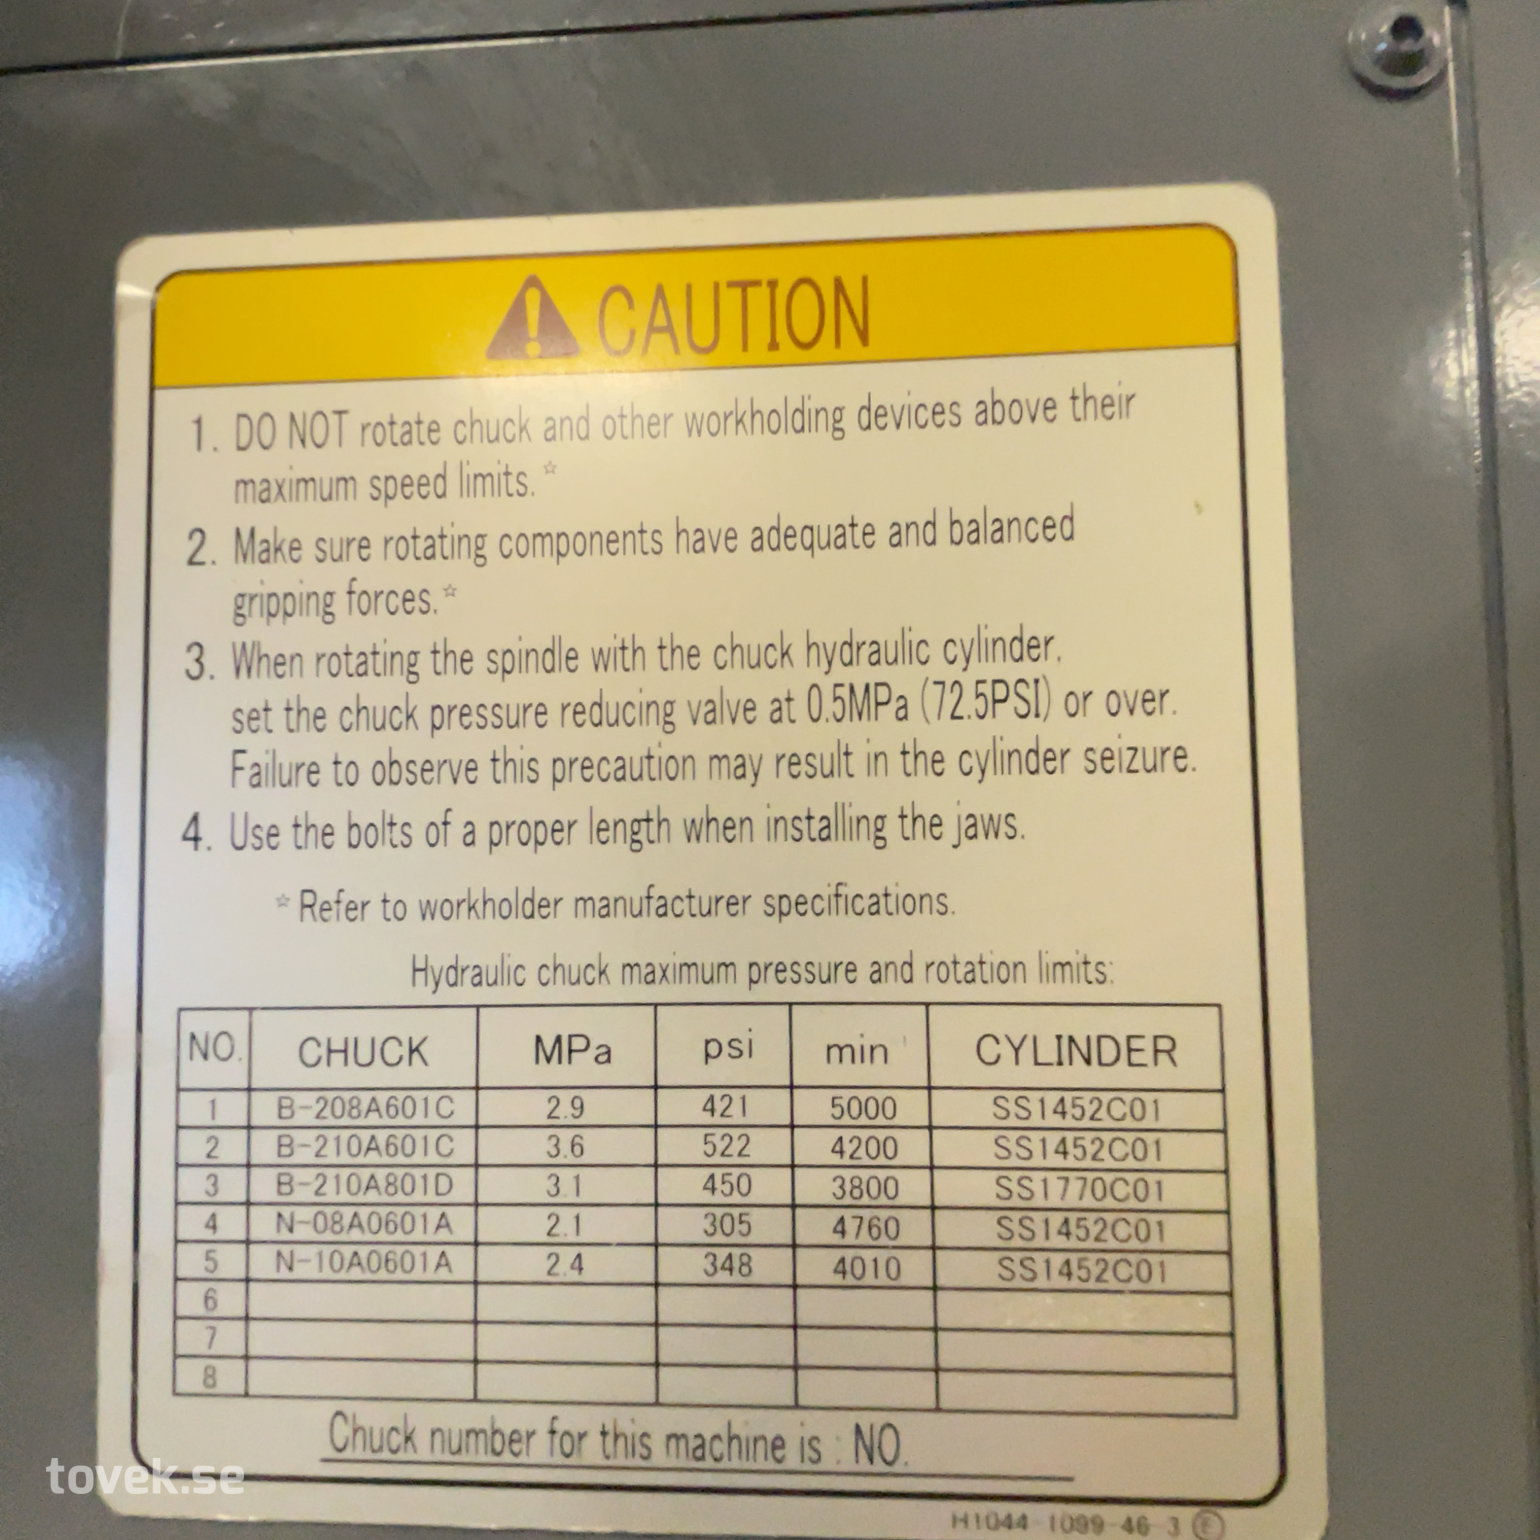 ⚠ CAUTION
1. DO NOT rotate chuck and other workholding devices above their
maximum speed limits.☆
2. Make sure rotating components have adequate and balanced
gripping forces.☆
3. When rotating the spindle with the chuck hydraulic cylinder,
set the chuck pressure reducing valve at 0.5MPa (72.5PSI) or over.
Failure to observe this precaution may result in the cylinder seizure.
4. Use the bolts of a proper length when installing the jaws.
☆Refer to workholder manufacturer specifications.
Hydraulic chuck maximum pressure and rotation limits:
NO. CHUCK MPa psi min⁻¹ CYLINDER
1 B-208A601C 2.9 421 5000 SS1452C01
2 B-210A601C 3.6 522 4200 SS1452C01
3 B-210A801D 3.1 450 3800 SS1770C01
4 N-08A0601A 2.1 305 4760 SS1452C01
5 N-10A0601A 2.4 348 4010 SS1452C01
6
7
8
Chuck number for this machine is : NO.
H1044 1099 46 3 E
tovek.se